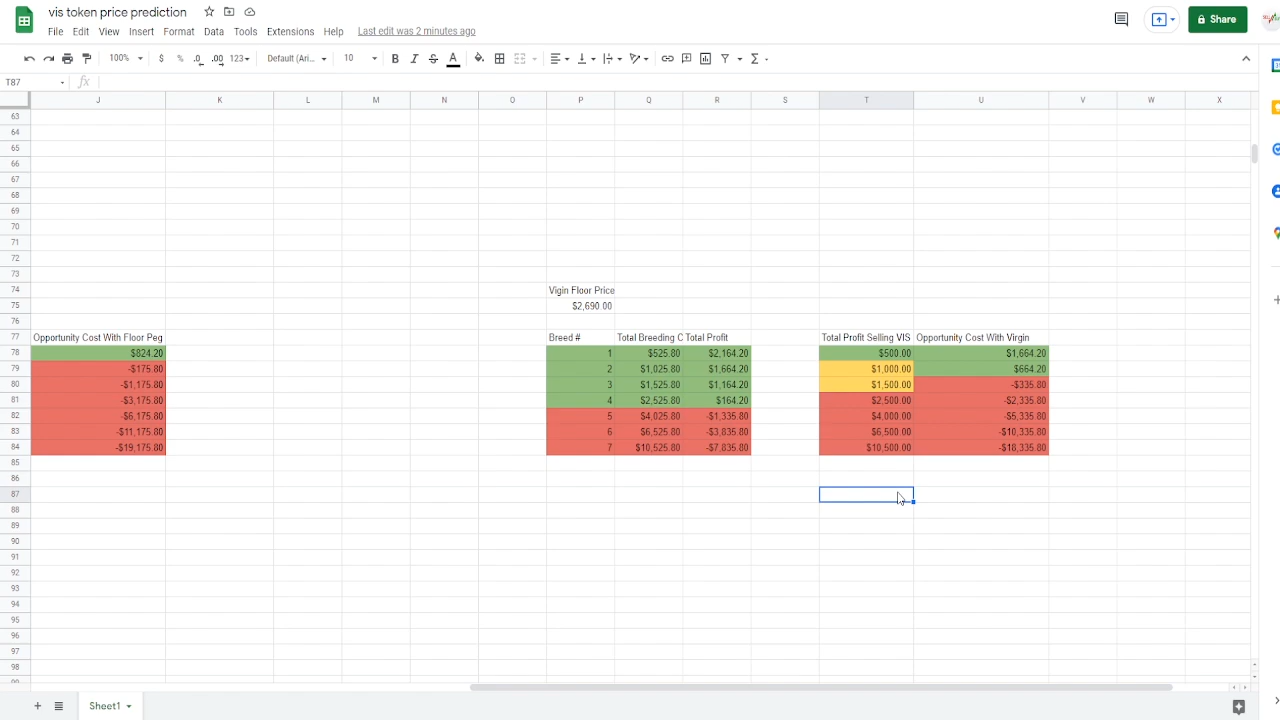 vis token price prediction
File Edit View Insert Format Data Tools Extensions Help Last edit was 2 minutes ago
Share
100% $ % .0 .00 123 Default (Ari... 10 B I S A
T87 fx
J K L M N O P Q R S T U V W X
63
64
65
66
67
68
69
70
71
72
73
74 Vigin Floor Price
75 $2,690.00
76
77 Opportunity Cost With Floor Peg Breed # Total Breeding C Total Profit Total Profit Selling VIS Opportunity Cost With Virgin
78 $824.20 1 $525.80 $2,164.20 $500.00 $1,664.20
79 -$175.80 2 $1,025.80 $1,664.20 $1,000.00 $664.20
80 -$1,175.80 3 $1,525.80 $1,164.20 $1,500.00 -$335.80
81 -$3,175.80 4 $2,525.80 $164.20 $2,500.00 -$2,335.80
82 -$6,175.80 5 $4,025.80 -$1,335.80 $4,000.00 -$5,335.80
83 -$11,175.80 6 $6,525.80 -$3,835.80 $6,500.00 -$10,335.80
84 -$19,175.80 7 $10,525.80 -$7,835.80 $10,500.00 -$18,335.80
85
86
87
88
89
90
91
92
93
94
95
96
97
98
Sheet1